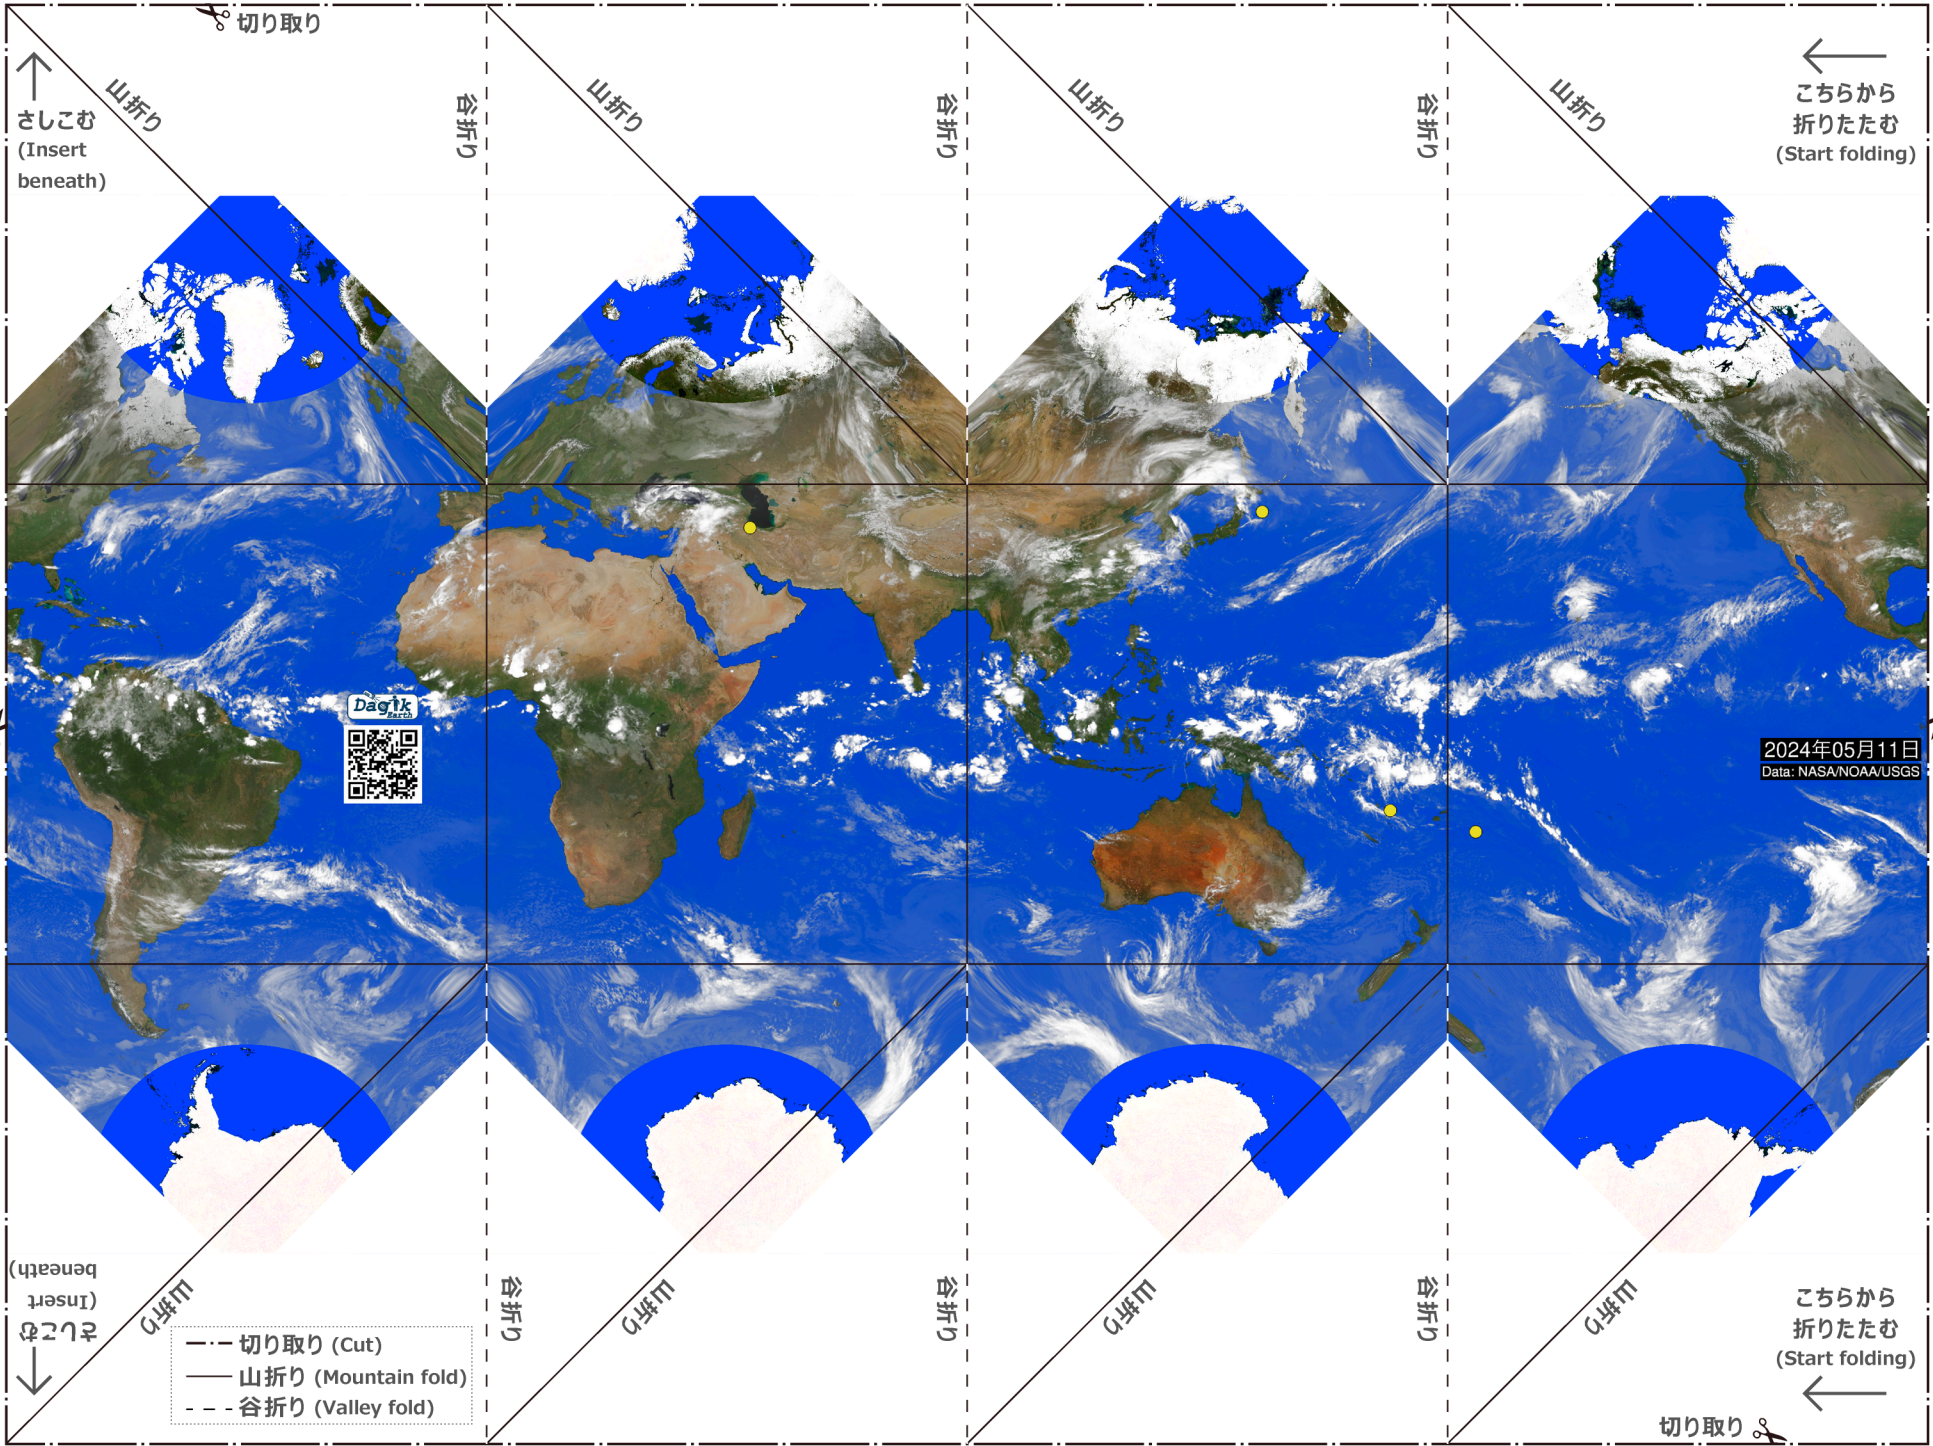 切り取り
山折り
谷折り
山折り
谷折り
山折り
谷折り
山折り
さしこむ
(Insert
beneath)
こちらから
折りたたむ
(Start folding)
Dagik
Earth
2024年05月11日
Data: NASA/NOAA/USGS
さしこむ
(Insert
beneath)
山折り
谷折り
山折り
谷折り
山折り
谷折り
山折り
こちらから
折りたたむ
(Start folding)
切り取り (Cut)
山折り (Mountain fold)
谷折り (Valley fold)
切り取り